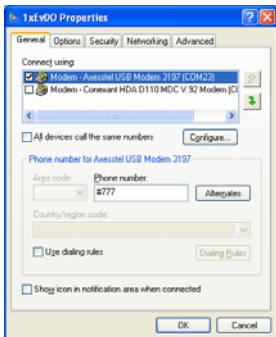 1xEvDO Properties
General Options Security Networking Advanced
Connect using:
Modem - Axesstel USB Modem 3197 (COM23)
Modem - Conexant HDA D110 MDC V.92 Modem (C
All devices call the same numbers
Configure...
Phone number for Axesstel USB Modem 3197
Area code: Phone number:
#777
Alternates
Country/region code:
Use dialing rules
Dialing Rules
Show icon in notification area when connected
OK Cancel